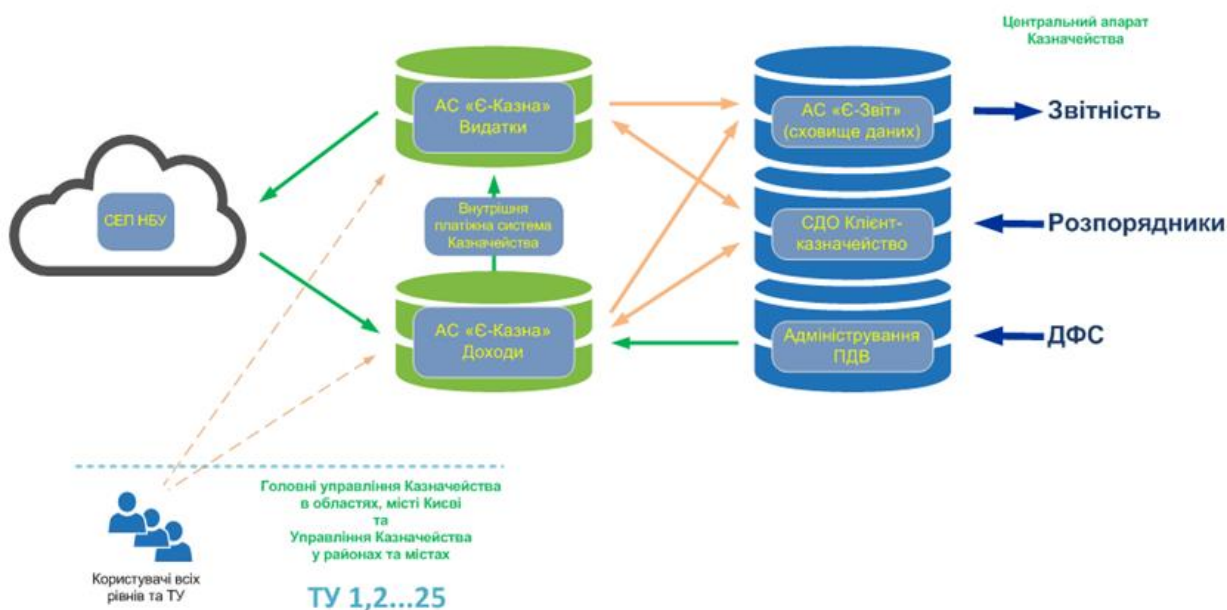 Центральний апарат
Казначейства
АС «Є-Казна»
Видатки
АС «Є-Звіт»
(сховище даних)
Звітність
СЕП НБУ
Внутрішня
платіжна система
Казначейства
СДО Клієнт-
казначейство
Розпорядники
АС «Є-Казна»
Доходи
Адміністрування
ПДВ
ДФС
Головні управління Казначейства
в областях, місті Києві
та
Управління Казначейства
у районах та містах
Користувачі всіх
рівнів та ТУ
ТУ 1,2...25